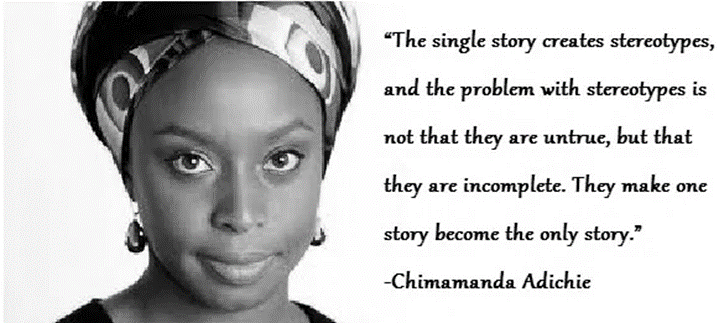 “The single story creates stereotypes,
and the problem with stereotypes is
not that they are untrue, but that
they are incomplete. They make one
story become the only story.”
-Chimamanda Adichie